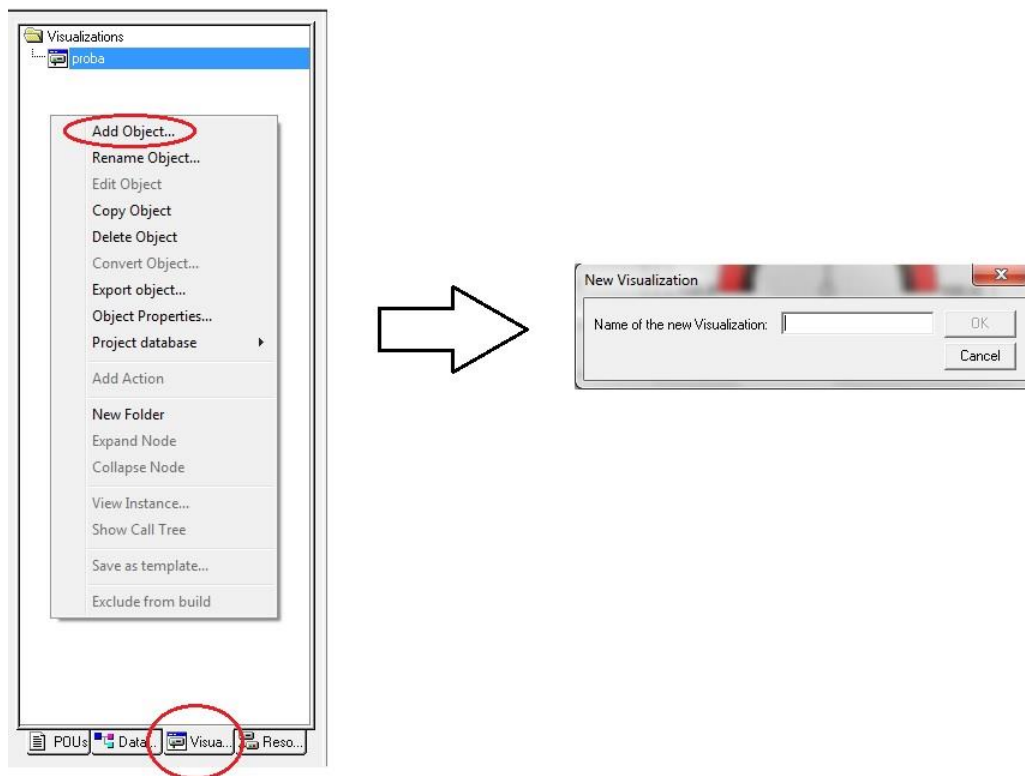 Visualizations
proba
Add Object...
Rename Object...
Edit Object
Copy Object
Delete Object
Convert Object...
Export object...
Object Properties...
Project database
Add Action
New Folder
Expand Node
Collapse Node
View Instance...
Show Call Tree
Save as template...
Exclude from build
POUs Data... Visua... Reso...
New Visualization
Name of the new Visualization: OK
Cancel